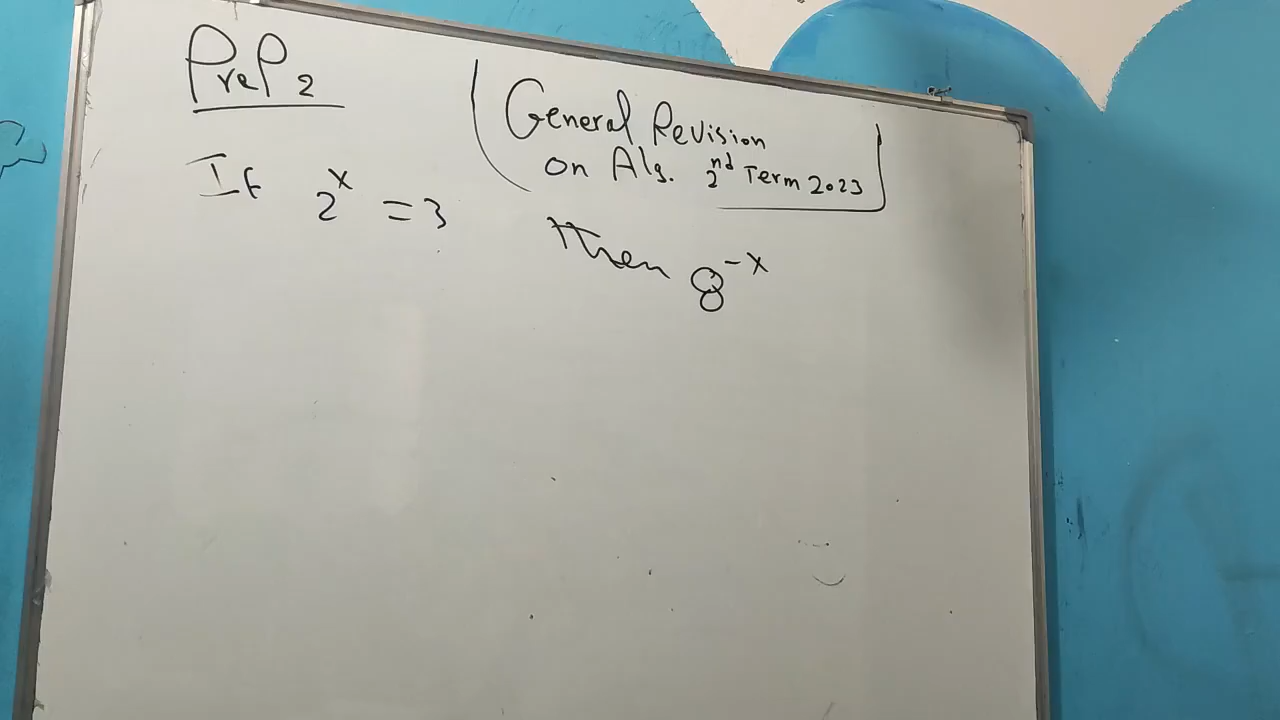 Prep 2
General Revision
on Alg. 2nd Term 2023
If 2^x = 3 then 8^-x